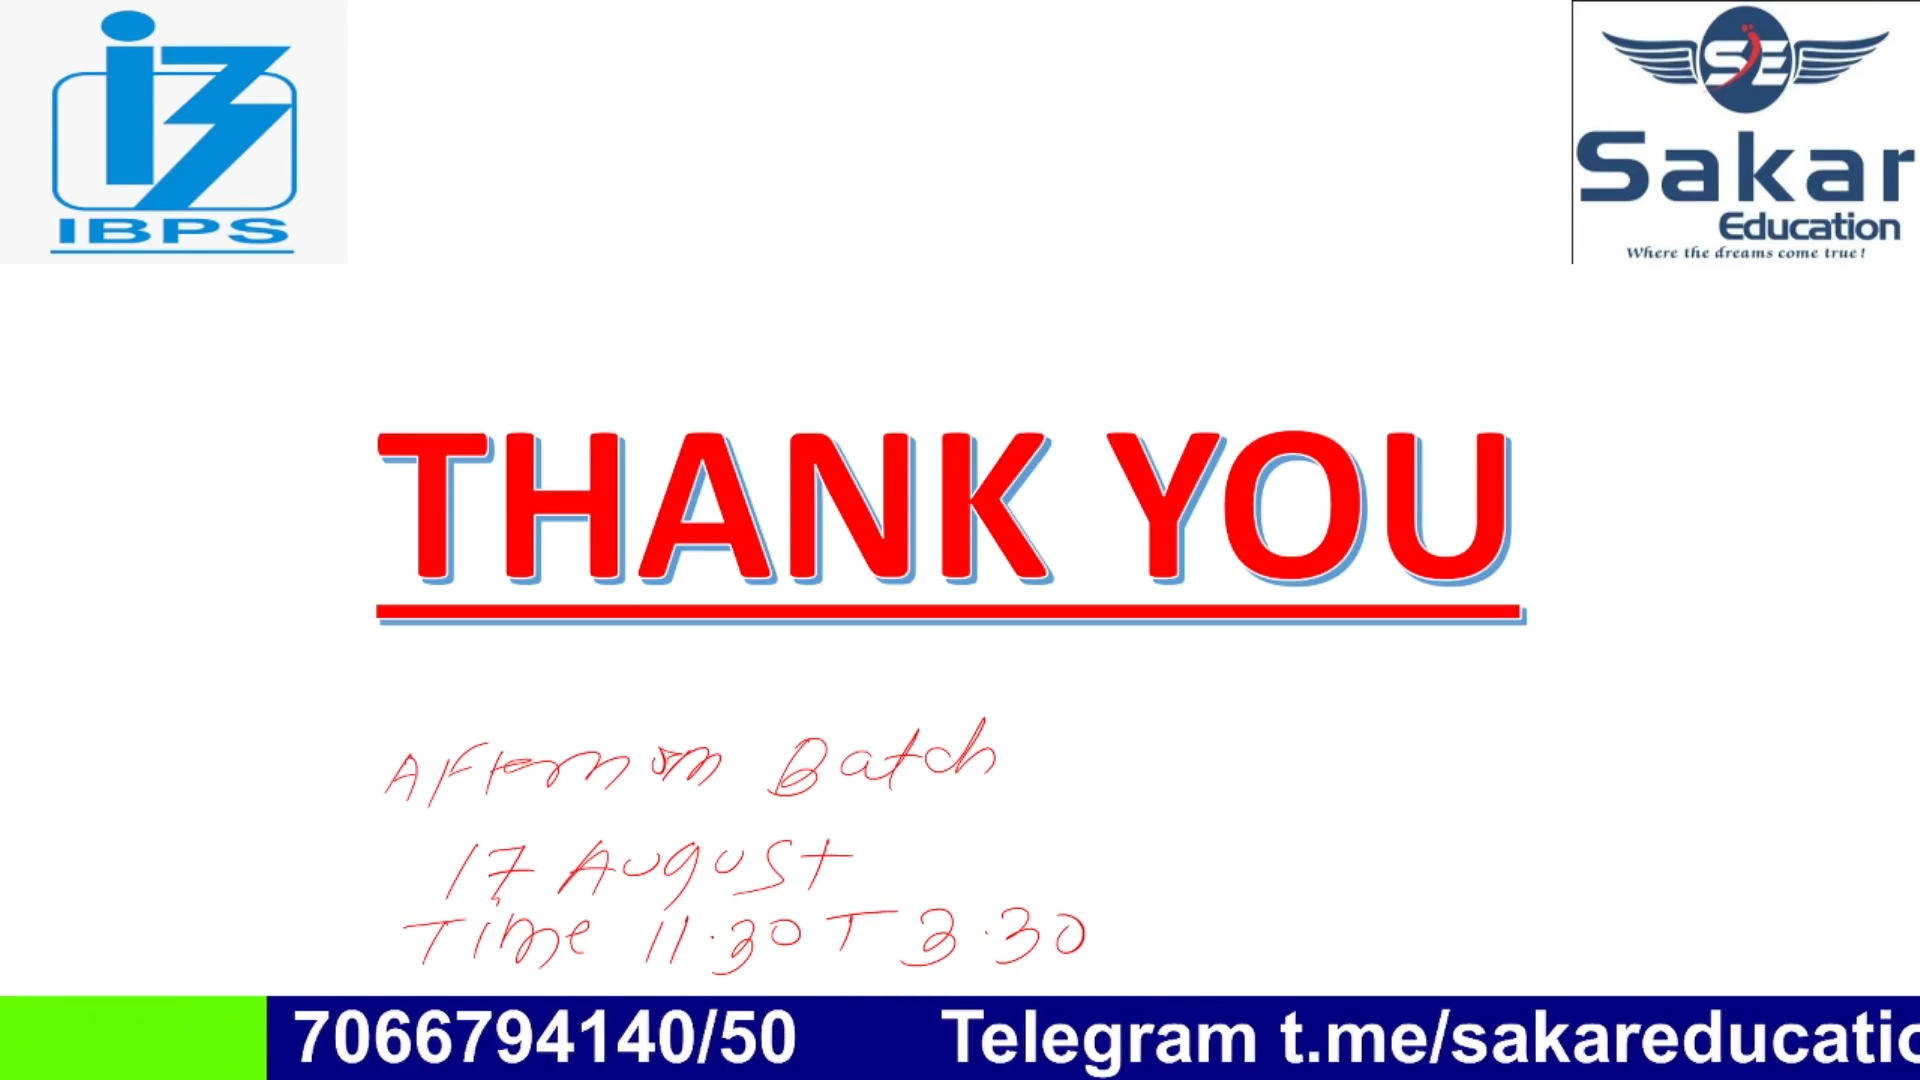 IBPS
SE
Sakar
Education
Where the dreams come true!
THANK YOU
Afternoon Batch
17 August
Time 11.30 T 3.30
7066794140/50 Telegram t.me/sakareducatio